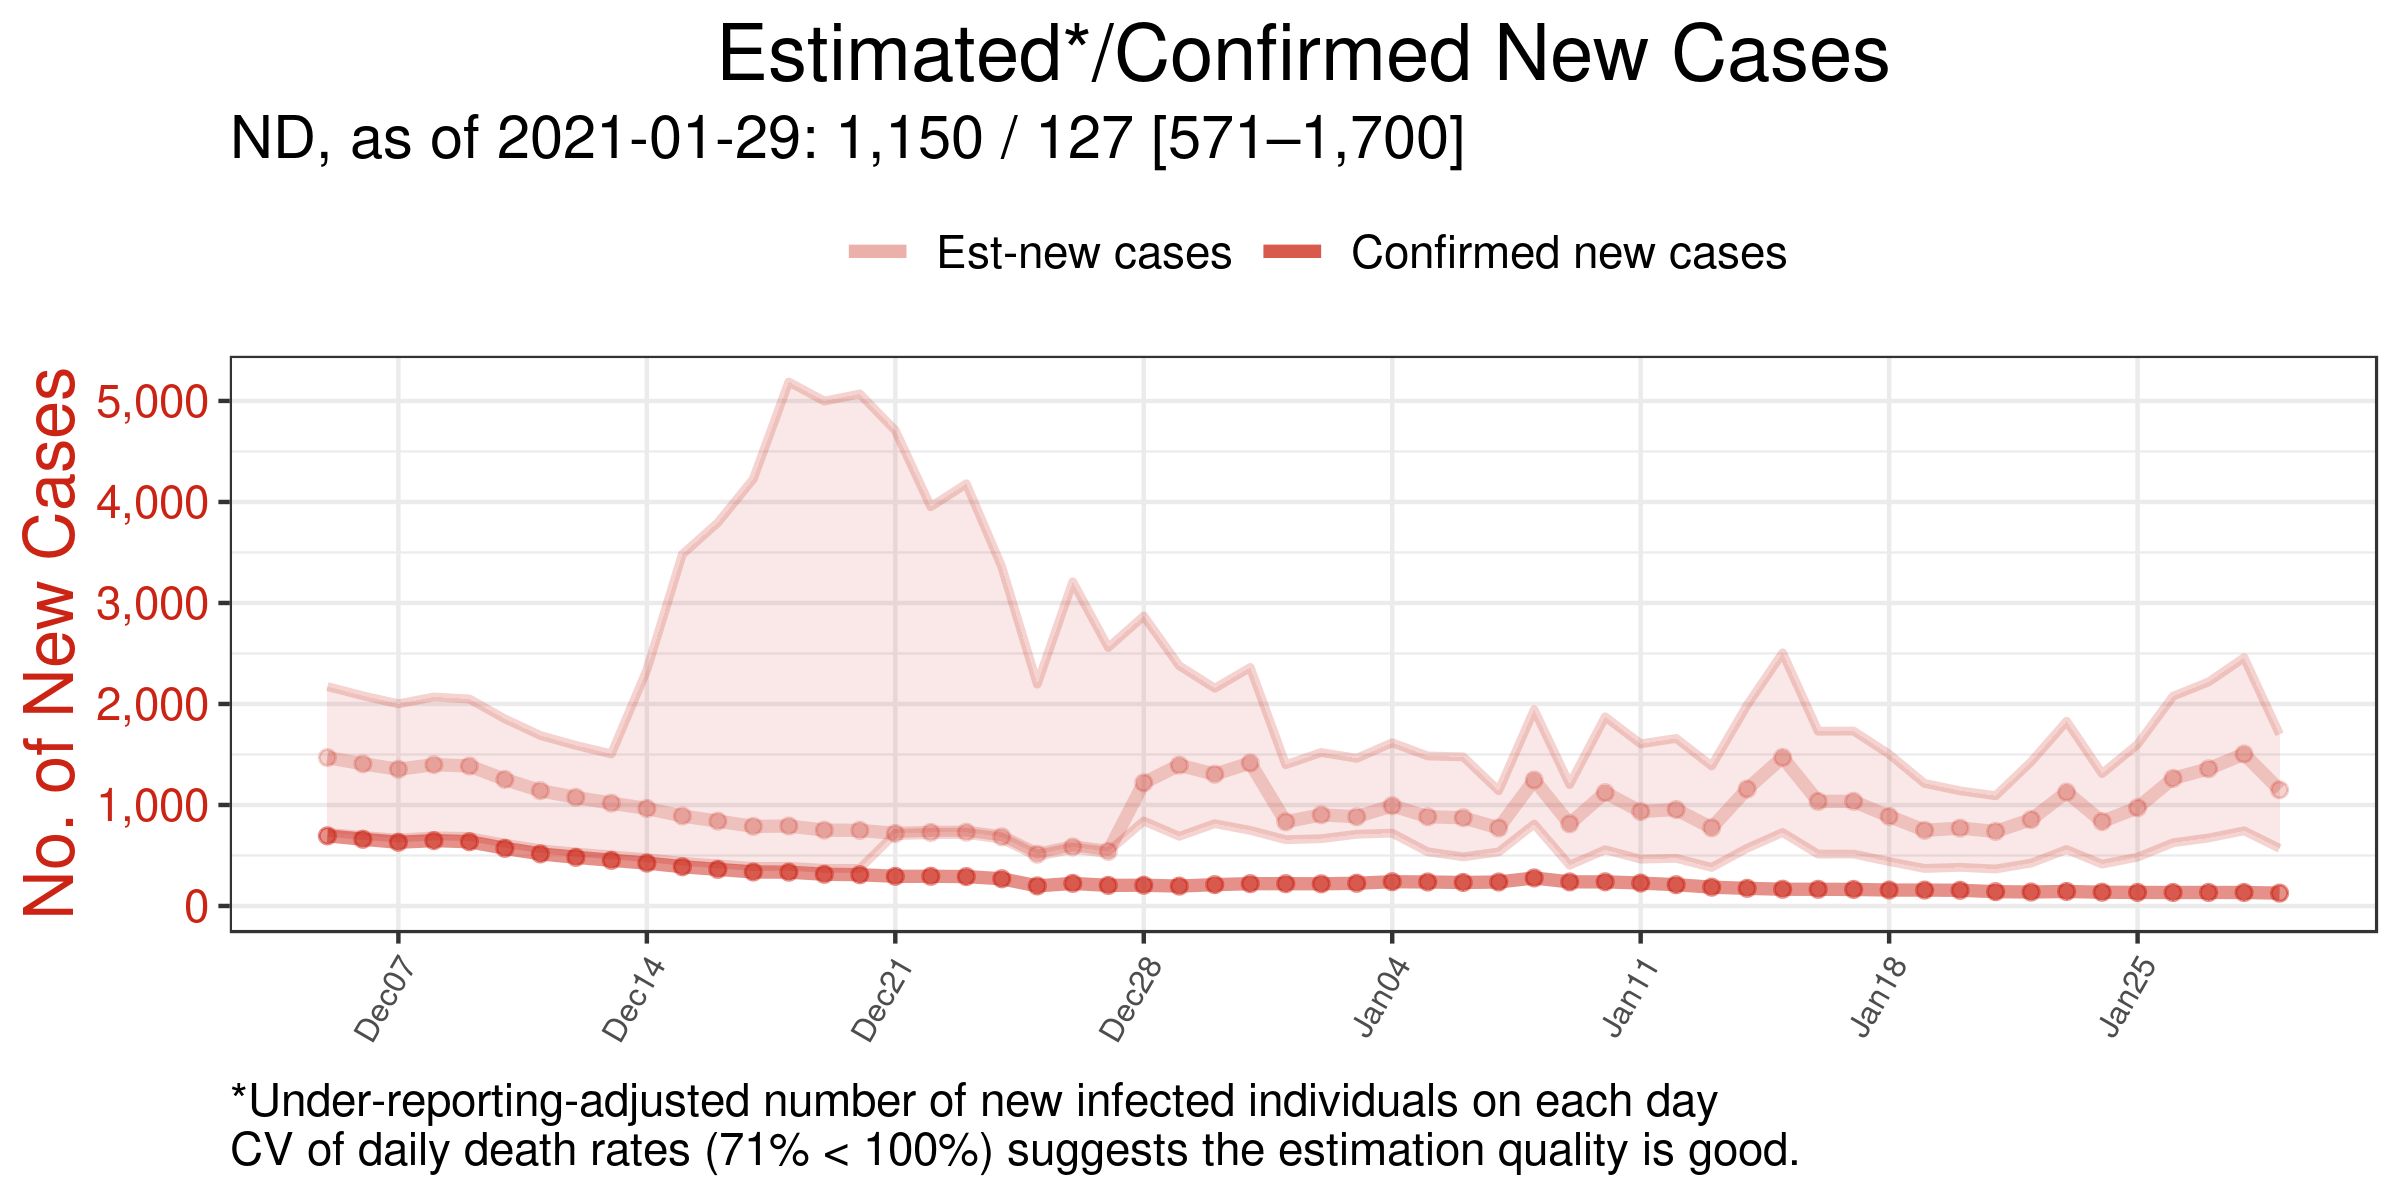 Estimated*/Confirmed New Cases
ND, as of 2021-01-29: 1,150 / 127 [571–1,700]
Est-new cases
Confirmed new cases
No. of New Cases
5,000
4,000
3,000
2,000
1,000
0
Dec07
Dec14
Dec21
Dec28
Jan04
Jan11
Jan18
Jan25
*Under-reporting-adjusted number of new infected individuals on each day
CV of daily death rates (71% < 100%) suggests the estimation quality is good.